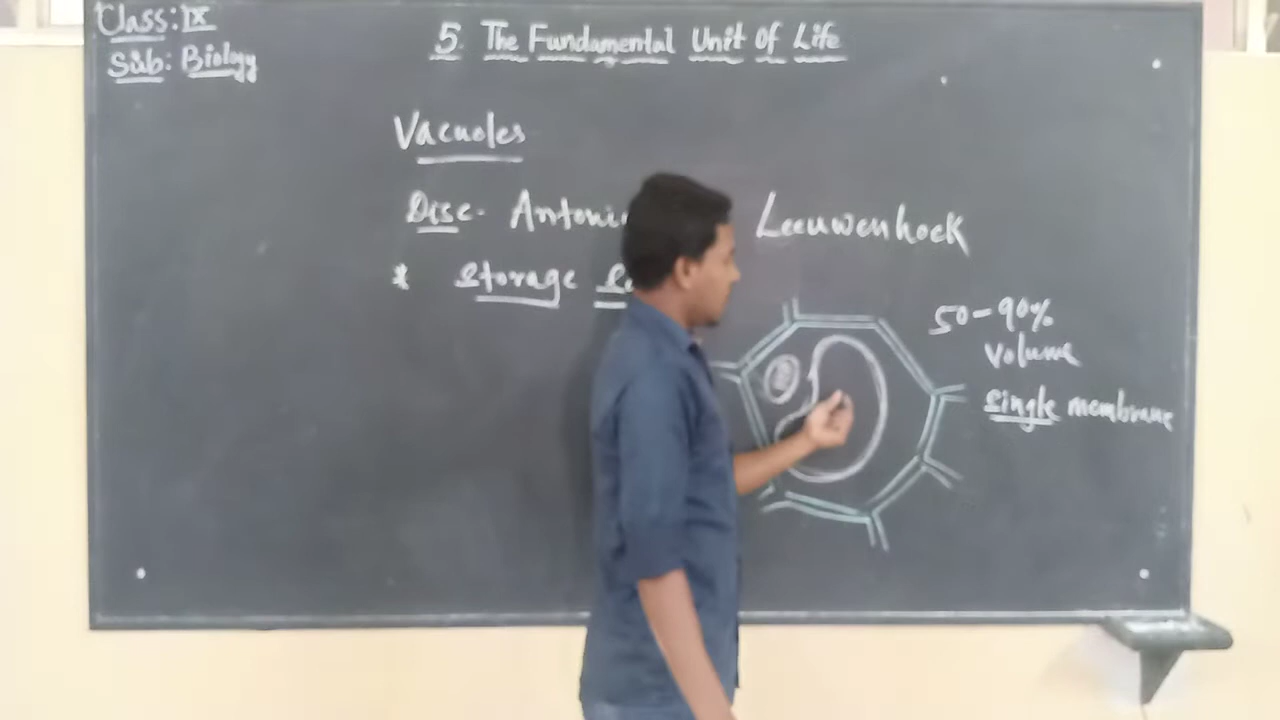 Class: IX
Sub: Biology
5. The Fundamental Unit Of Life
Vacuoles
Disc- Leeuwenhoek
* Storage
50-90%
Volume
Single membrane